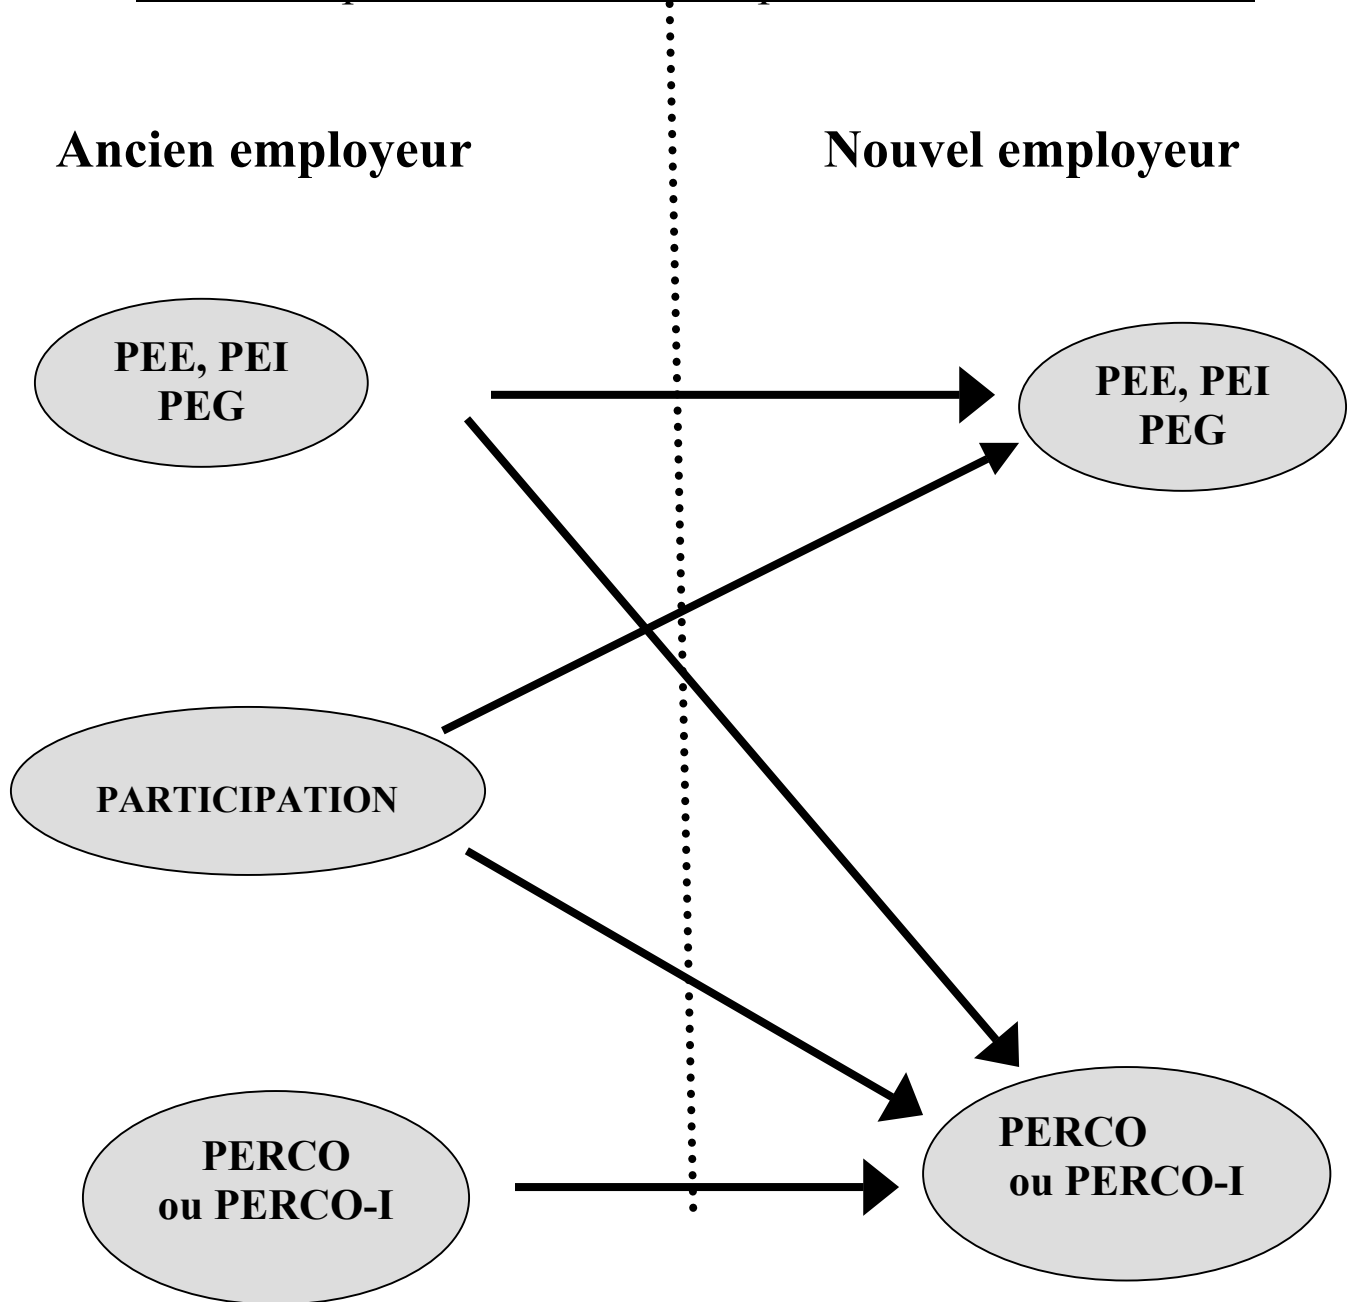 Ancien employeur
Nouvel employeur
PEE, PEI
PEG
PEE, PEI
PEG
PARTICIPATION
PERCO
ou PERCO-I
PERCO
ou PERCO-I